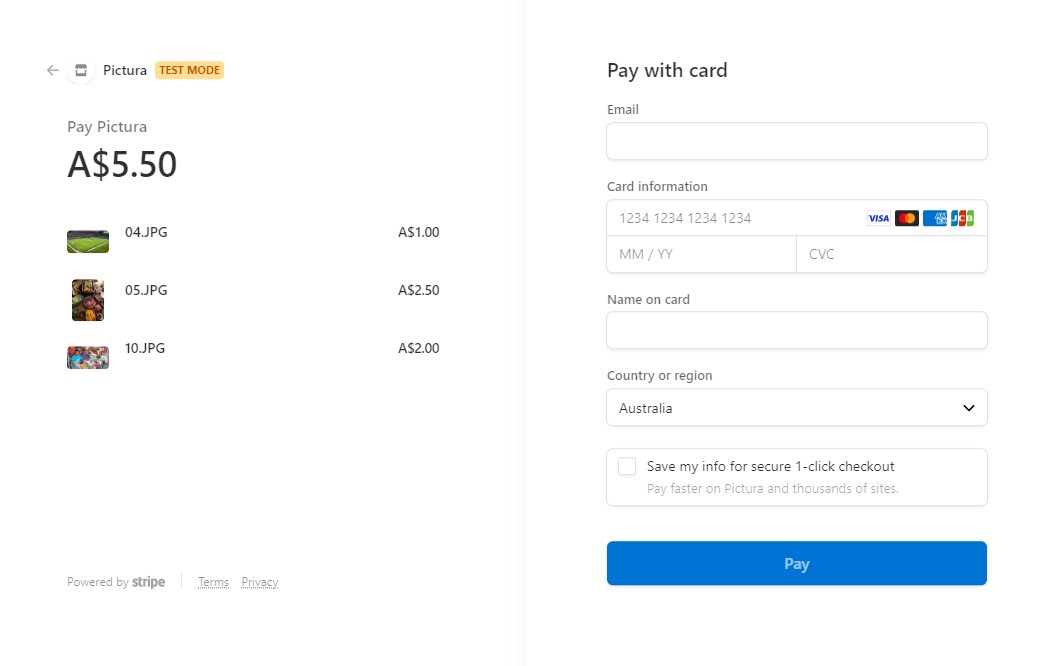 Pictura TEST MODE
Pay Pictura
A$5.50
04.JPG A$1.00
05.JPG A$2.50
10.JPG A$2.00
Powered by stripe Terms Privacy
Pay with card
Email
Card information
1234 1234 1234 1234 VISA JCB
MM / YY CVC
Name on card
Country or region
Australia
Save my info for secure 1-click checkout
Pay faster on Pictura and thousands of sites.
Pay